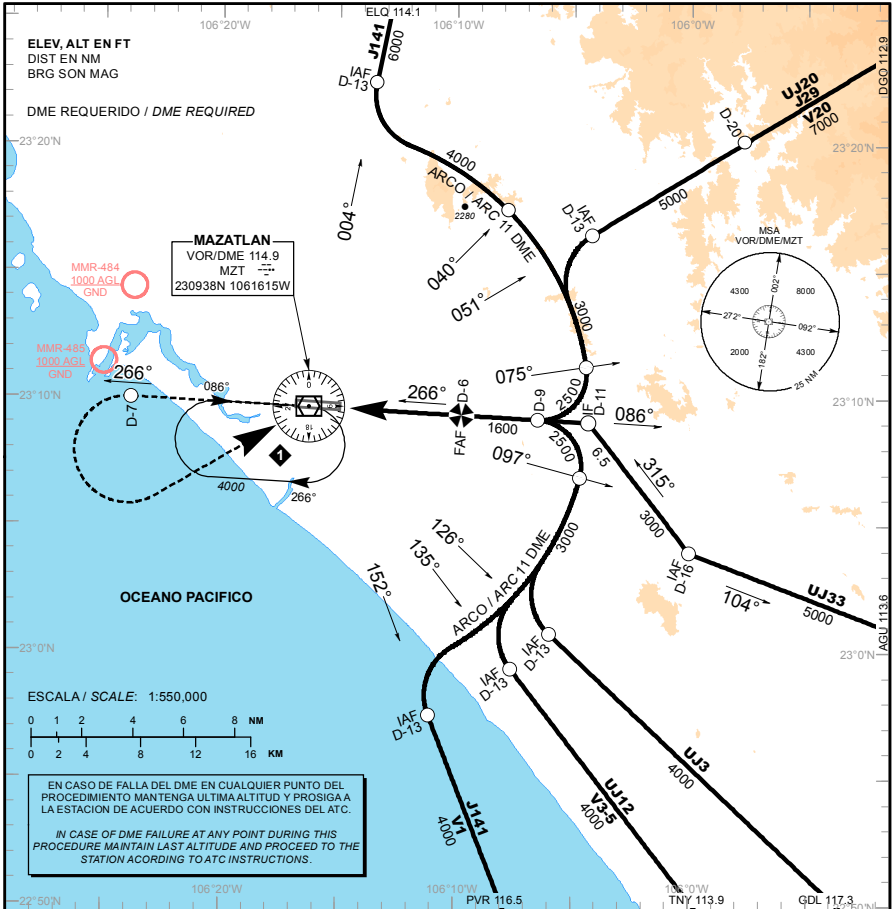 106°20'W
ELQ 114.1
106°10'W
106°0'W
ELEV, ALT EN FT
DIST EN NM
BRG SON MAG
DME REQUERIDO / DME REQUIRED
J141
6000
IAF
D-13
UJ20
J29
V20
7000
DGO 112.9
D-20
5000
23°20'N
23°20'N
4000
ARCO / ARC 11 DME
2280
004°
040°
051°
IAF
D-13
3000
MAZATLAN
VOR/DME 114.9
MZT
230938N 1061615W
MSA
VOR/DME/MZT
4300
8000
002°
272°
092°
2000
4300
182°
25 NM
MMR-484
1000 AGL
GND
MMR-485
1000 AGL
GND
23°10'N
23°10'N
266°
086°
D-7
0
18
266°
D-6
FAF
1600
D-9
075°
2500
IF
D-11
086°
2500
097°
6.5
315°
3000
1
4000
266°
IAF
D-16
104°
UJ33
5000
AGU 113.6
126°
135°
152°
3000
ARCO / ARC 11 DME
OCEANO PACIFICO
23°0'N
23°0'N
IAF
D-13
IAF
D-13
IAF
D-13
ESCALA / SCALE: 1:550,000
0 1 2 4 6 8 NM
0 2 4 8 12 16 KM
UJ3
4000
UJ12
V3-5
4000
J141
V1
4000
EN CASO DE FALLA DEL DME EN CUALQUIER PUNTO DEL
PROCEDIMIENTO MANTENGA ULTIMA ALTITUD Y PROSIGA A
LA ESTACION DE ACUERDO CON INSTRUCCIONES DEL ATC.
IN CASE OF DME FAILURE AT ANY POINT DURING THIS
PROCEDURE MAINTAIN LAST ALTITUDE AND PROCEED TO THE
STATION ACORDING TO ATC INSTRUCTIONS.
22°50'N
106°20'W
106°10'W
PVR 116.5
106°0'W
TNY 113.9
GDL 117.3
22°50'N